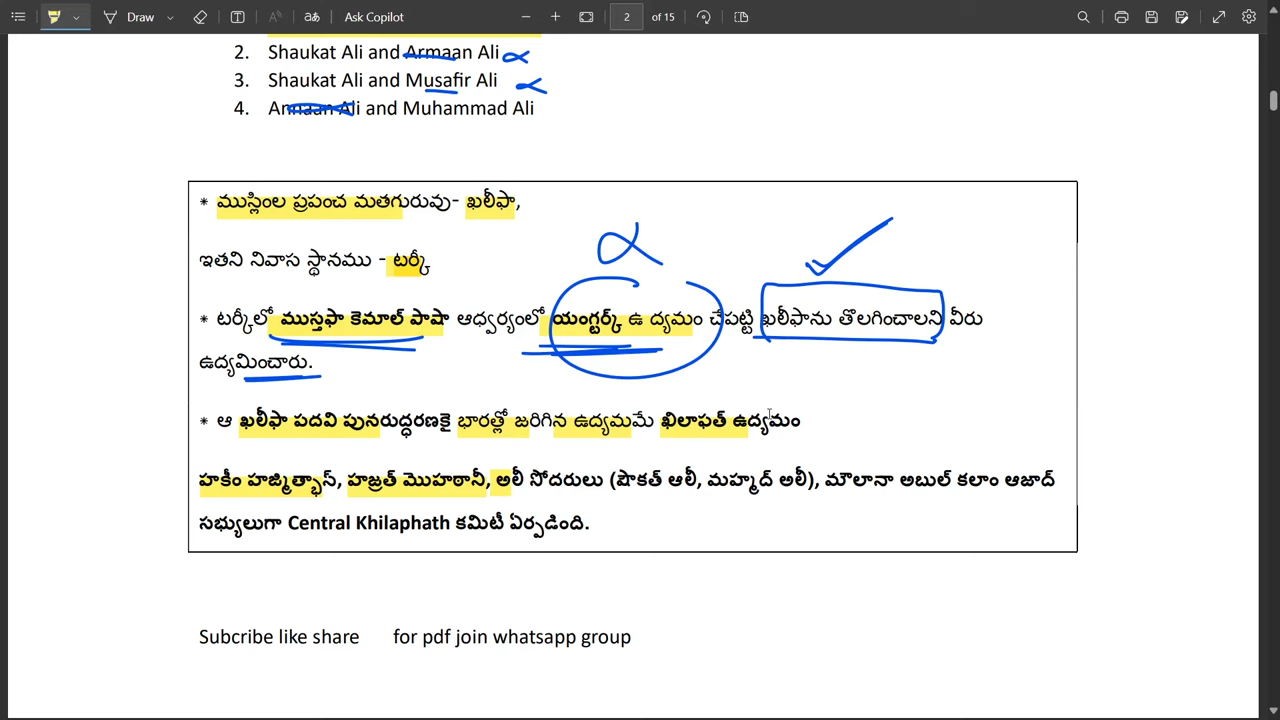 Draw
Ask Copilot
2 of 15
2. Shaukat Ali and Armaan Ali
3. Shaukat Ali and Musafir Ali
4. Armaan Ali and Muhammad Ali
* ముస్లింల ప్రపంచ మతగురువు- ఖలీఫా,
ఇతని నివాస స్థానము - టర్కీ
* టర్కీలో ముస్తఫా కెమాల్ పాషా ఆధ్వర్యంలో యంగ్టర్క్ ఉ ద్యమం చేపట్టి ఖలీఫాను తొలగించాలని వీరు
ఉద్యమించారు.
* ఆ ఖలీఫా పదవి పునరుద్ధరణకై భారత్లో జరిగిన ఉద్యమమే ఖిలాఫత్ ఉద్యమం
హకీం హజ్మిత్ఖాన్, హజ్రత్ మొహఠానీ, అలీ సోదరులు (షౌకత్ ఆలీ, మహ్మద్ అలీ), మౌలానా అబుల్ కలాం ఆజాద్
సభ్యులుగా Central Khilaphath కమిటీ ఏర్పడింది.
Subcribe like share for pdf join whatsapp group